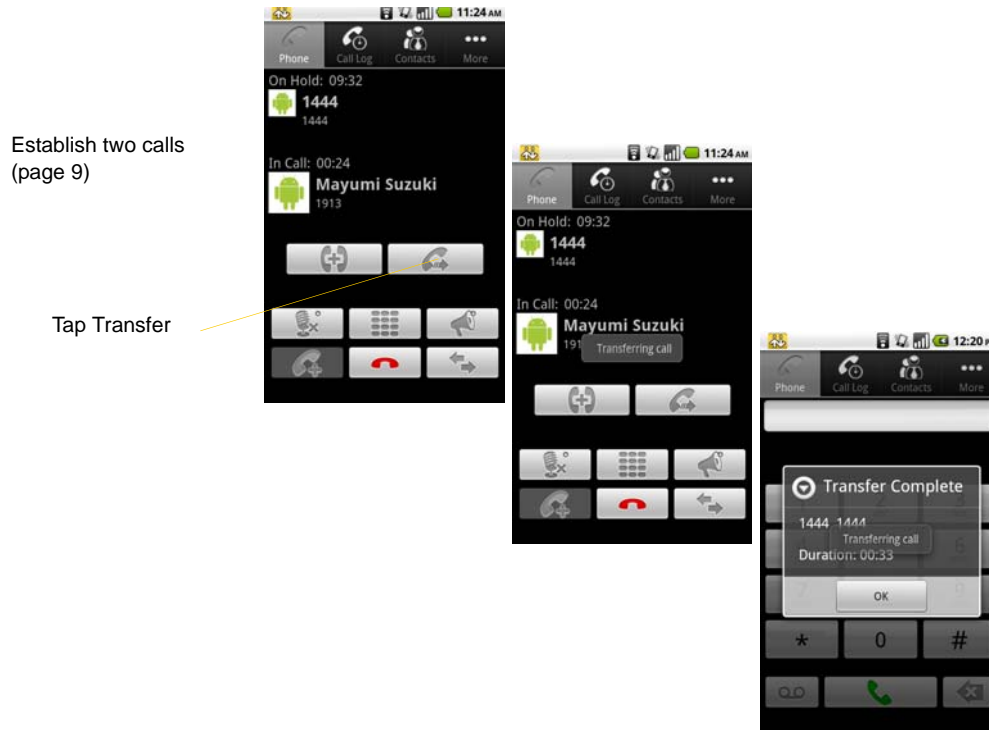 Establish two calls
(page 9)
Tap Transfer
11:24 AM
Phone Call Log Contacts More
On Hold: 09:32
1444
1444
In Call: 00:24
Mayumi Suzuki
1913
11:24 AM
Phone Call Log Contacts More
On Hold: 09:32
1444
1444
In Call: 00:24
Mayumi Suzuki
191
Transferring call
12:20 P
Phone Call Log Contacts More
Transfer Complete
1444 1444
Transferring call
Duration: 00:33
OK
* 0 #